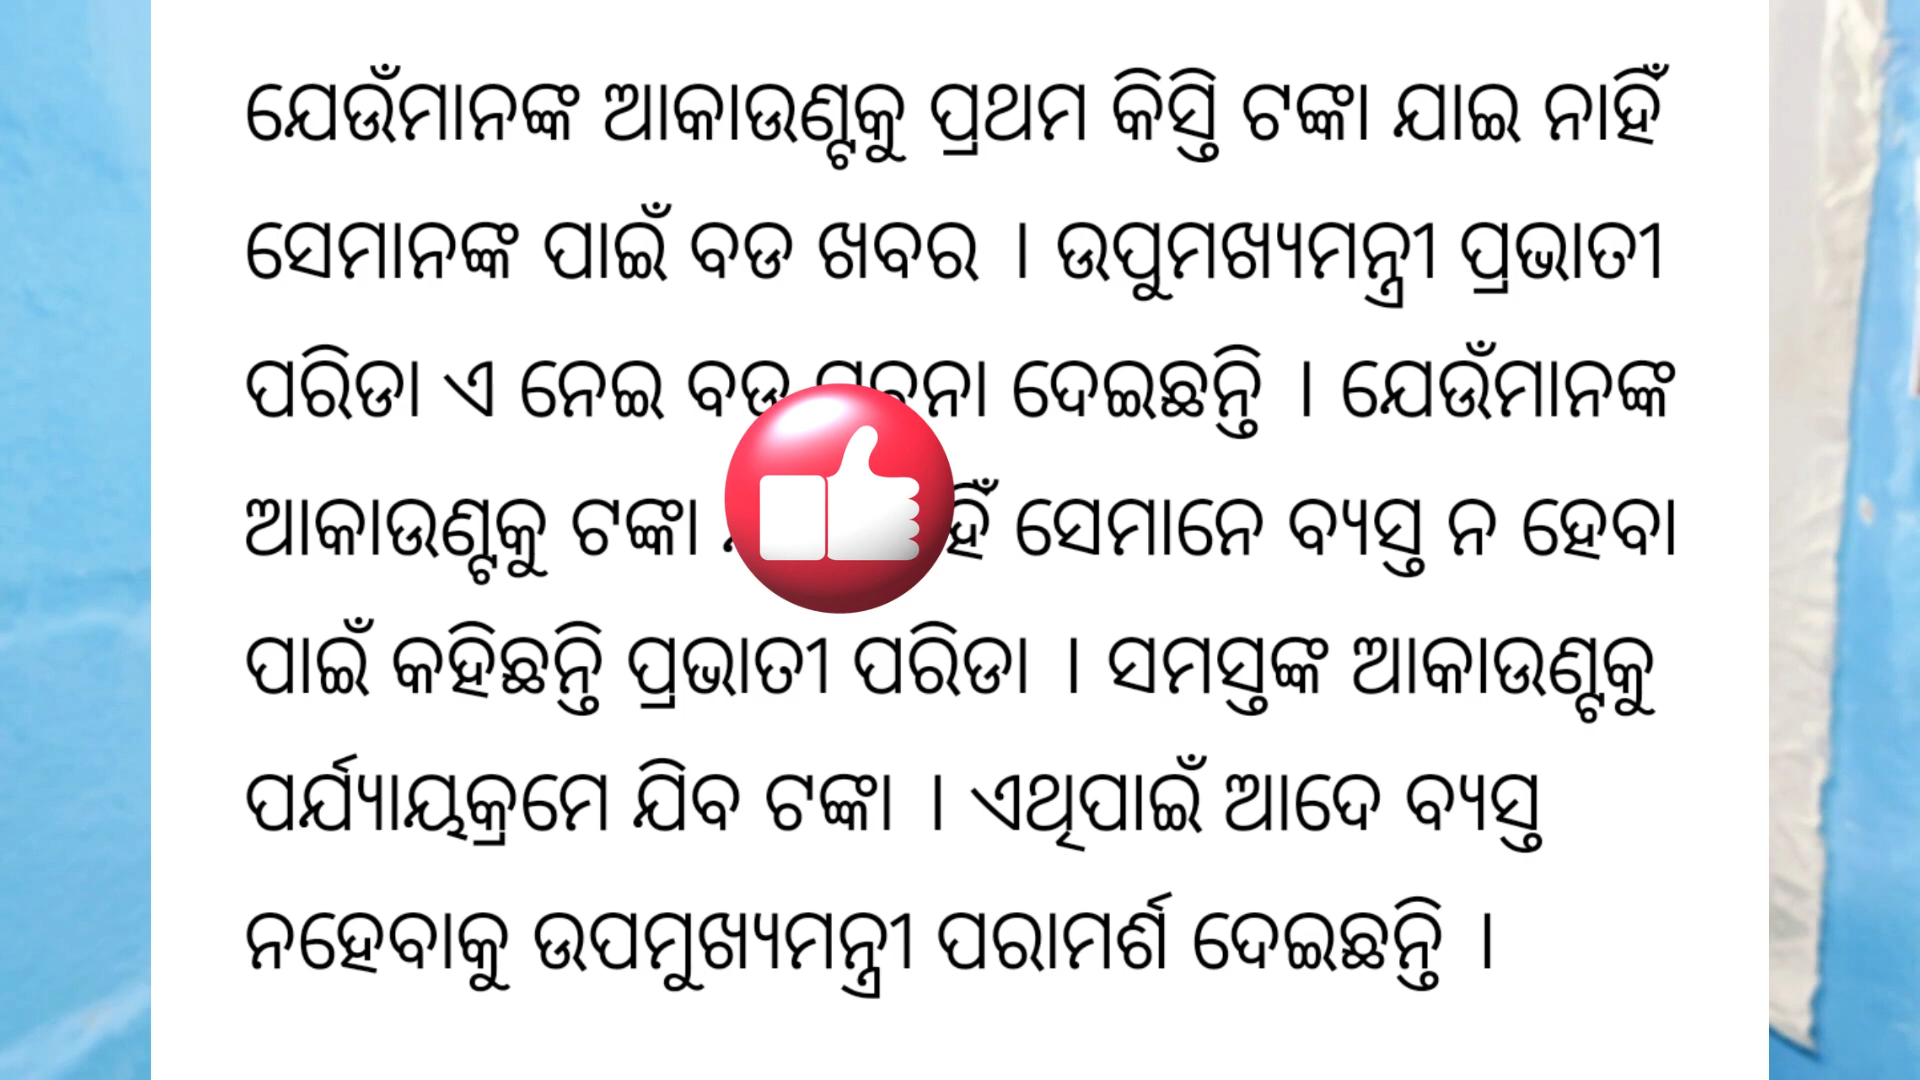 ଯେଉଁମାନଙ୍କ ଆକାଉଣ୍ଟକୁ ପ୍ରଥମ କିସ୍ତି ଟଙ୍କା ଯାଇ ନାହିଁ
ସେମାନଙ୍କ ପାଇଁ ବଡ ଖବର । ଉପୁମଖ୍ୟମନ୍ତ୍ରୀ ପ୍ରଭାତୀ
ପରିଡା ଏ ନେଇ ବଡ ଦେଇଛନ୍ତି । ଯେଉଁମାନଙ୍କ
ଆକାଉଣ୍ଟକୁ ଟଙ୍କା ସେମାନେ ବ୍ୟସ୍ତ ନ ହେବା
ପାଇଁ କହିଛନ୍ତି ପ୍ରଭାତୀ ପରିଡା । ସମସ୍ତଙ୍କ ଆକାଉଣ୍ଟକୁ
ପର୍ଯ୍ୟାୟକ୍ରମେ ଯିବ ଟଙ୍କା । ଏଥିପାଇଁ ଆଦେ ବ୍ୟସ୍ତ
ନହେବାକୁ ଉପମୁଖ୍ୟମନ୍ତ୍ରୀ ପରାମର୍ଶ ଦେଇଛନ୍ତି ।